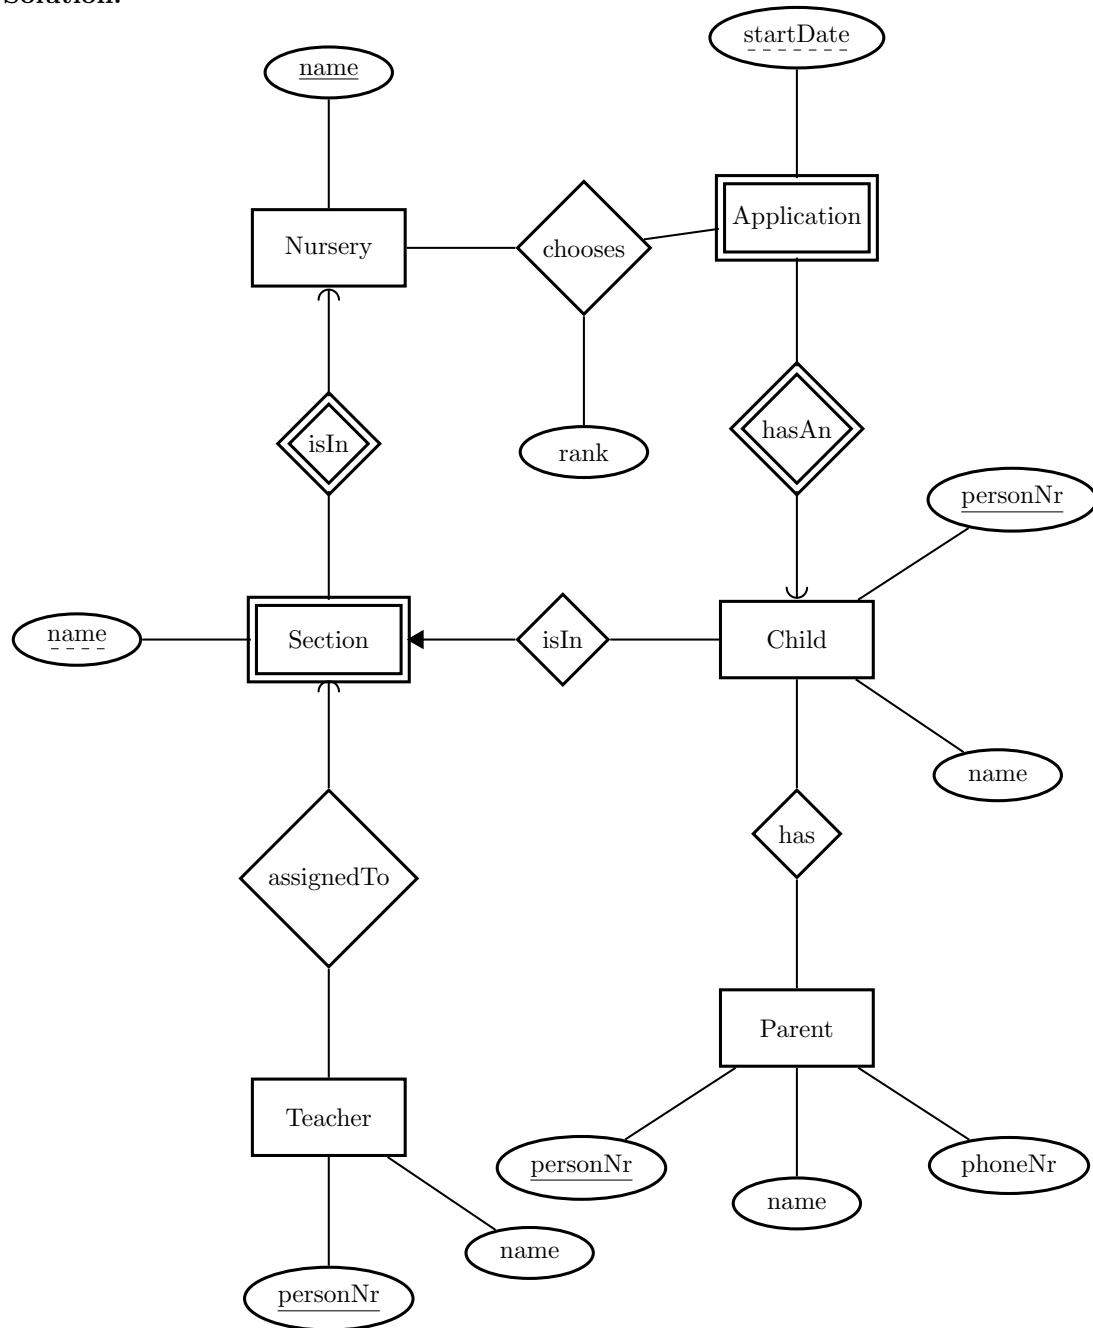 Solution:
startDate
name
Application
Nursery
chooses
hasAn
isIn
rank
personNr
name
Section
isIn
Child
name
has
assignedTo
Parent
Teacher
personNr
phoneNr
name
name
personNr